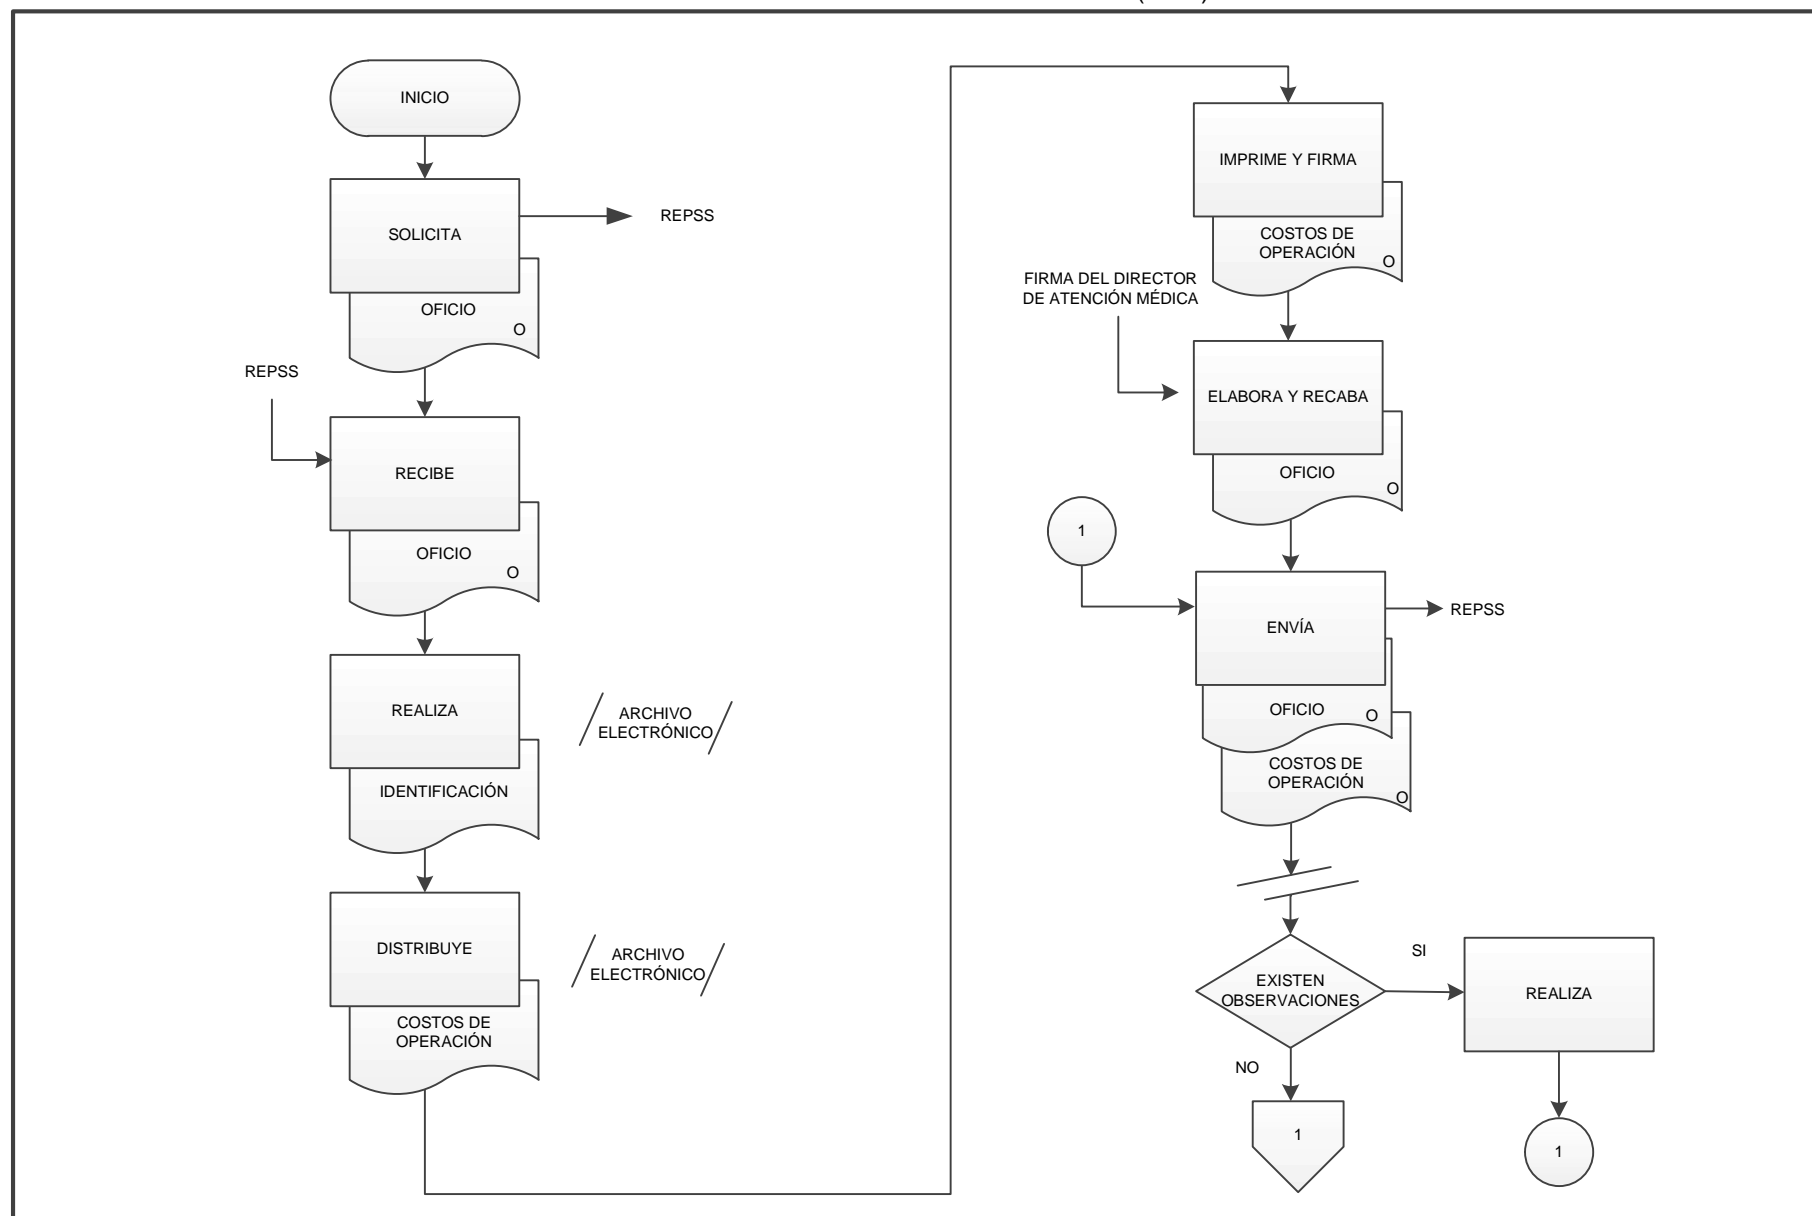 INICIO
SOLICITA
REPSS
OFICIO
O
REPSS
RECIBE
OFICIO
O
REALIZA
ARCHIVO
ELECTRÓNICO
IDENTIFICACIÓN
DISTRIBUYE
ARCHIVO
ELECTRÓNICO
COSTOS DE
OPERACIÓN
IMPRIME Y FIRMA
COSTOS DE
OPERACIÓN
O
FIRMA DEL DIRECTOR
DE ATENCIÓN MÉDICA
ELABORA Y RECABA
OFICIO
O
1
ENVÍA
REPSS
OFICIO
O
COSTOS DE
OPERACIÓN
O
EXISTEN
OBSERVACIONES
SI
REALIZA
NO
1
1